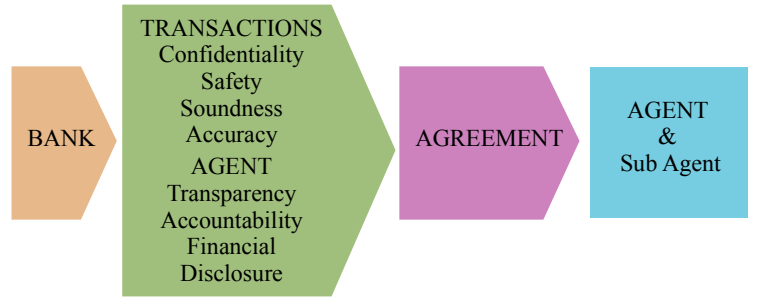 BANK
TRANSACTIONS
Confidentiality
Safety
Soundness
Accuracy
AGENT
Transparency
Accountability
Financial
Disclosure
AGREEMENT
AGENT
&
Sub Agent